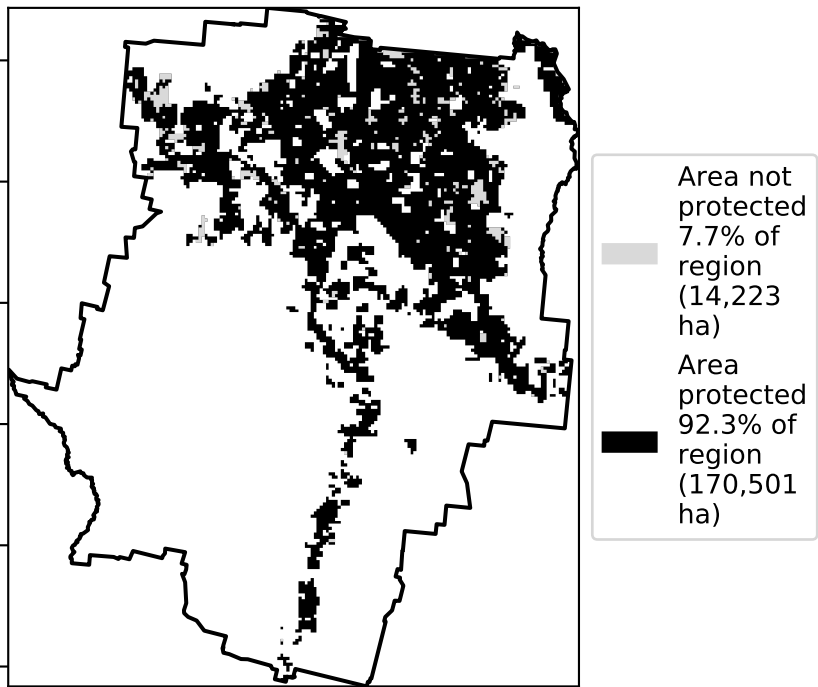 Area not
protected
7.7% of
region
(14,223
ha)
Area
protected
92.3% of
region
(170,501
ha)